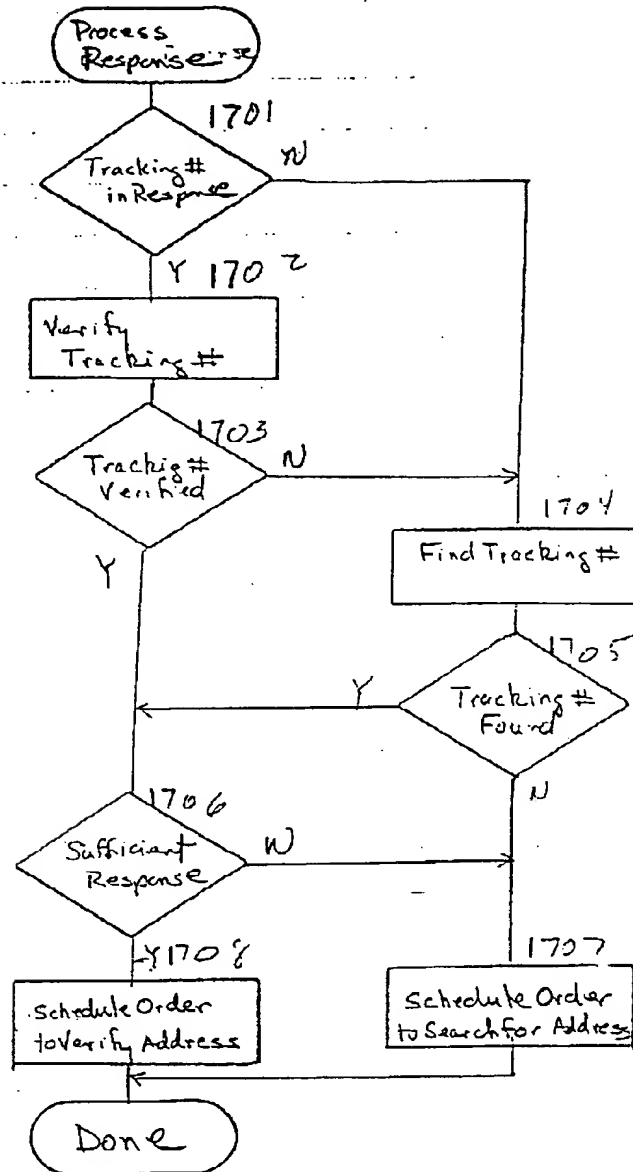 Process
Response
1701
Tracking #
in Response
N
Y 1702
Verify
Tracking #
1703
Trackig #
Verified
N
Y
1704
Find Tracking #
1705
Tracking #
Found
Y
N
1706
Sufficient
Response
N
Y 1708
Schedule Order
to Verify Address
1707
Schedule Order
to Search for Address
Done